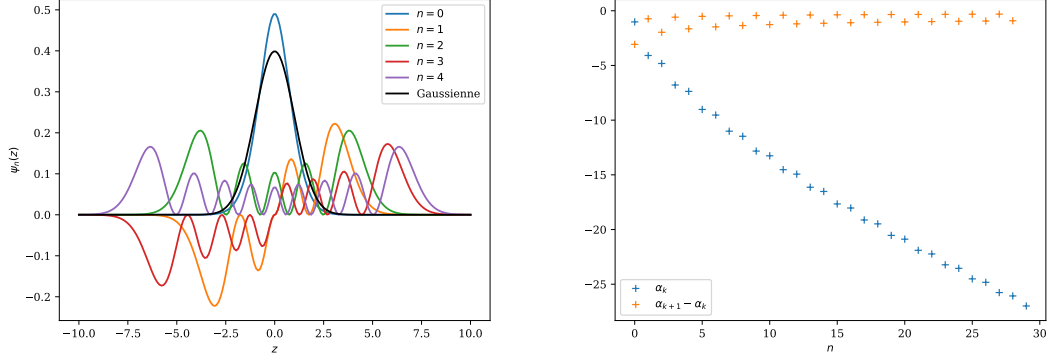 0.5
0.4
0.3
0.2
0.1
0.0
−0.1
−0.2
ψn(z)
n = 0
n = 1
n = 2
n = 3
n = 4
Gaussienne
−10.0 −7.5 −5.0 −2.5 0.0 2.5 5.0 7.5 10.0
z
0
−5
−10
−15
−20
−25
αk
αk+1 − αk
0 5 10 15 20 25 30
n